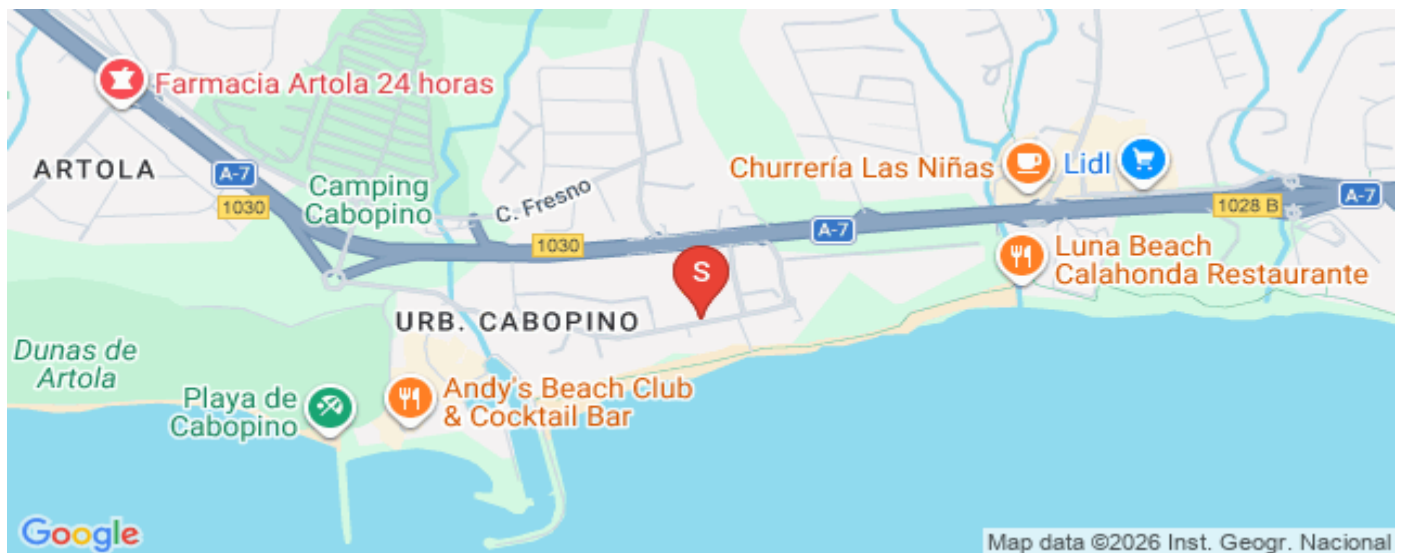 Farmacia Artola 24 horas
ARTOLA
A-7
1030
Camping
Cabopino
C. Fresno
1030
Churrería Las Niñas
Lidl
A-7
1028 B
A-7
S
Luna Beach
Calahonda Restaurante
URB. CABOPINO
Dunas de
Artola
Playa de
Cabopino
Andy's Beach Club
& Cocktail Bar
Google
Map data ©2026 Inst. Geogr. Nacional